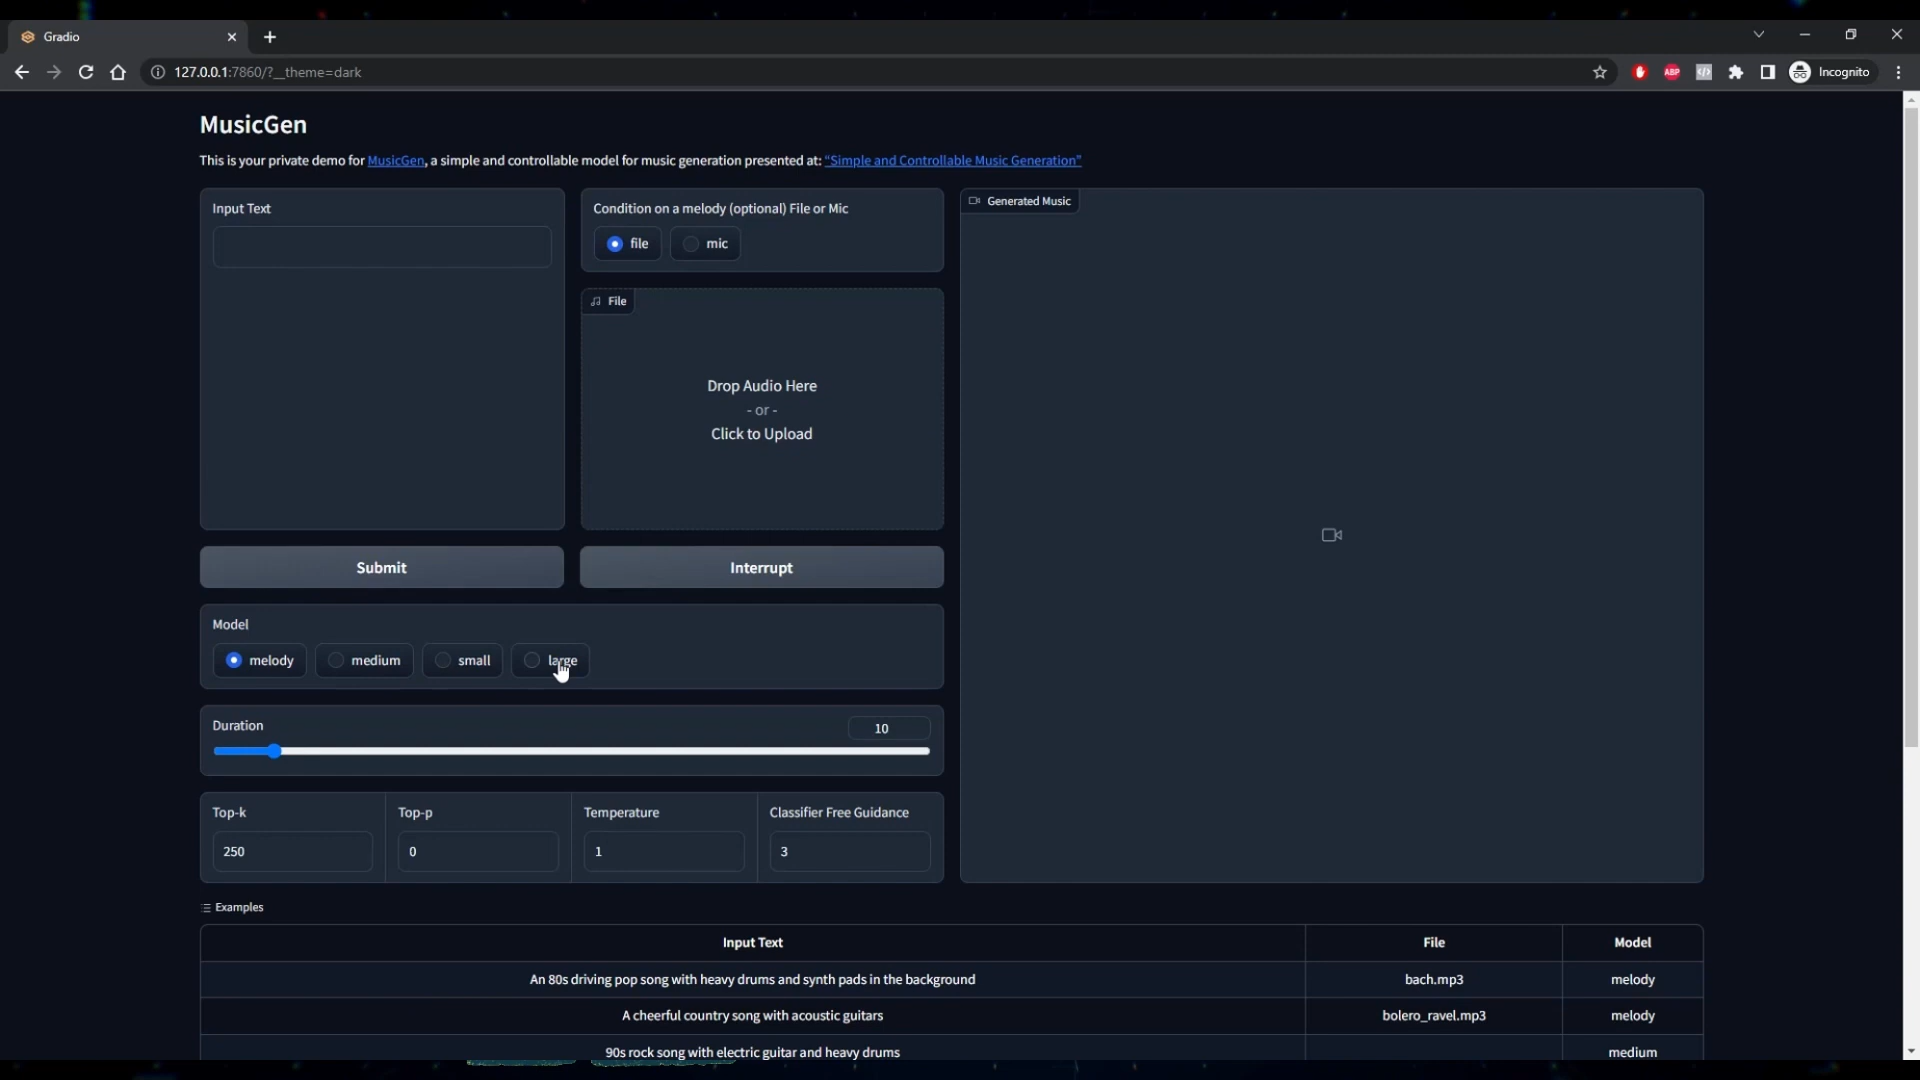 Gradio
127.0.0.1:7860/?__theme=dark
ABP
Incognito
MusicGen
This is your private demo for MusicGen, a simple and controllable model for music generation presented at: "Simple and Controllable Music Generation"
Input Text
Condition on a melody (optional) File or Mic
file
mic
File
Drop Audio Here
- or -
Click to Upload
Generated Music
Submit
Interrupt
Model
melody
medium
small
large
Duration
10
Top-k
Top-p
Temperature
Classifier Free Guidance
250
0
1
3
Examples
Input Text
File
Model
An 80s driving pop song with heavy drums and synth pads in the background
bach.mp3
melody
A cheerful country song with acoustic guitars
bolero_ravel.mp3
melody
90s rock song with electric guitar and heavy drums
medium